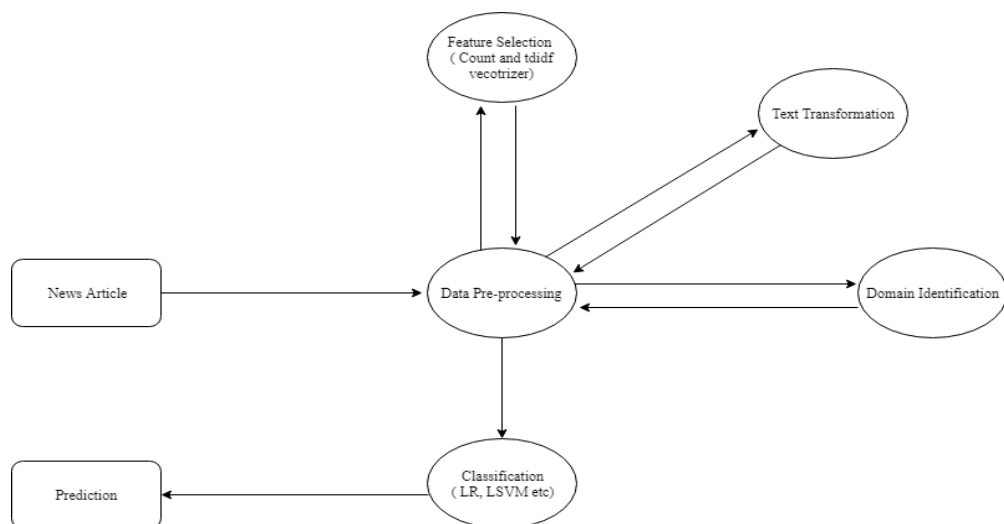 Feature Selection
( Count and tdidf
vecotrizer)
Text Transformation
News Article
Data Pre-processing
Domain Identification
Classification
( LR, LSVM etc)
Prediction